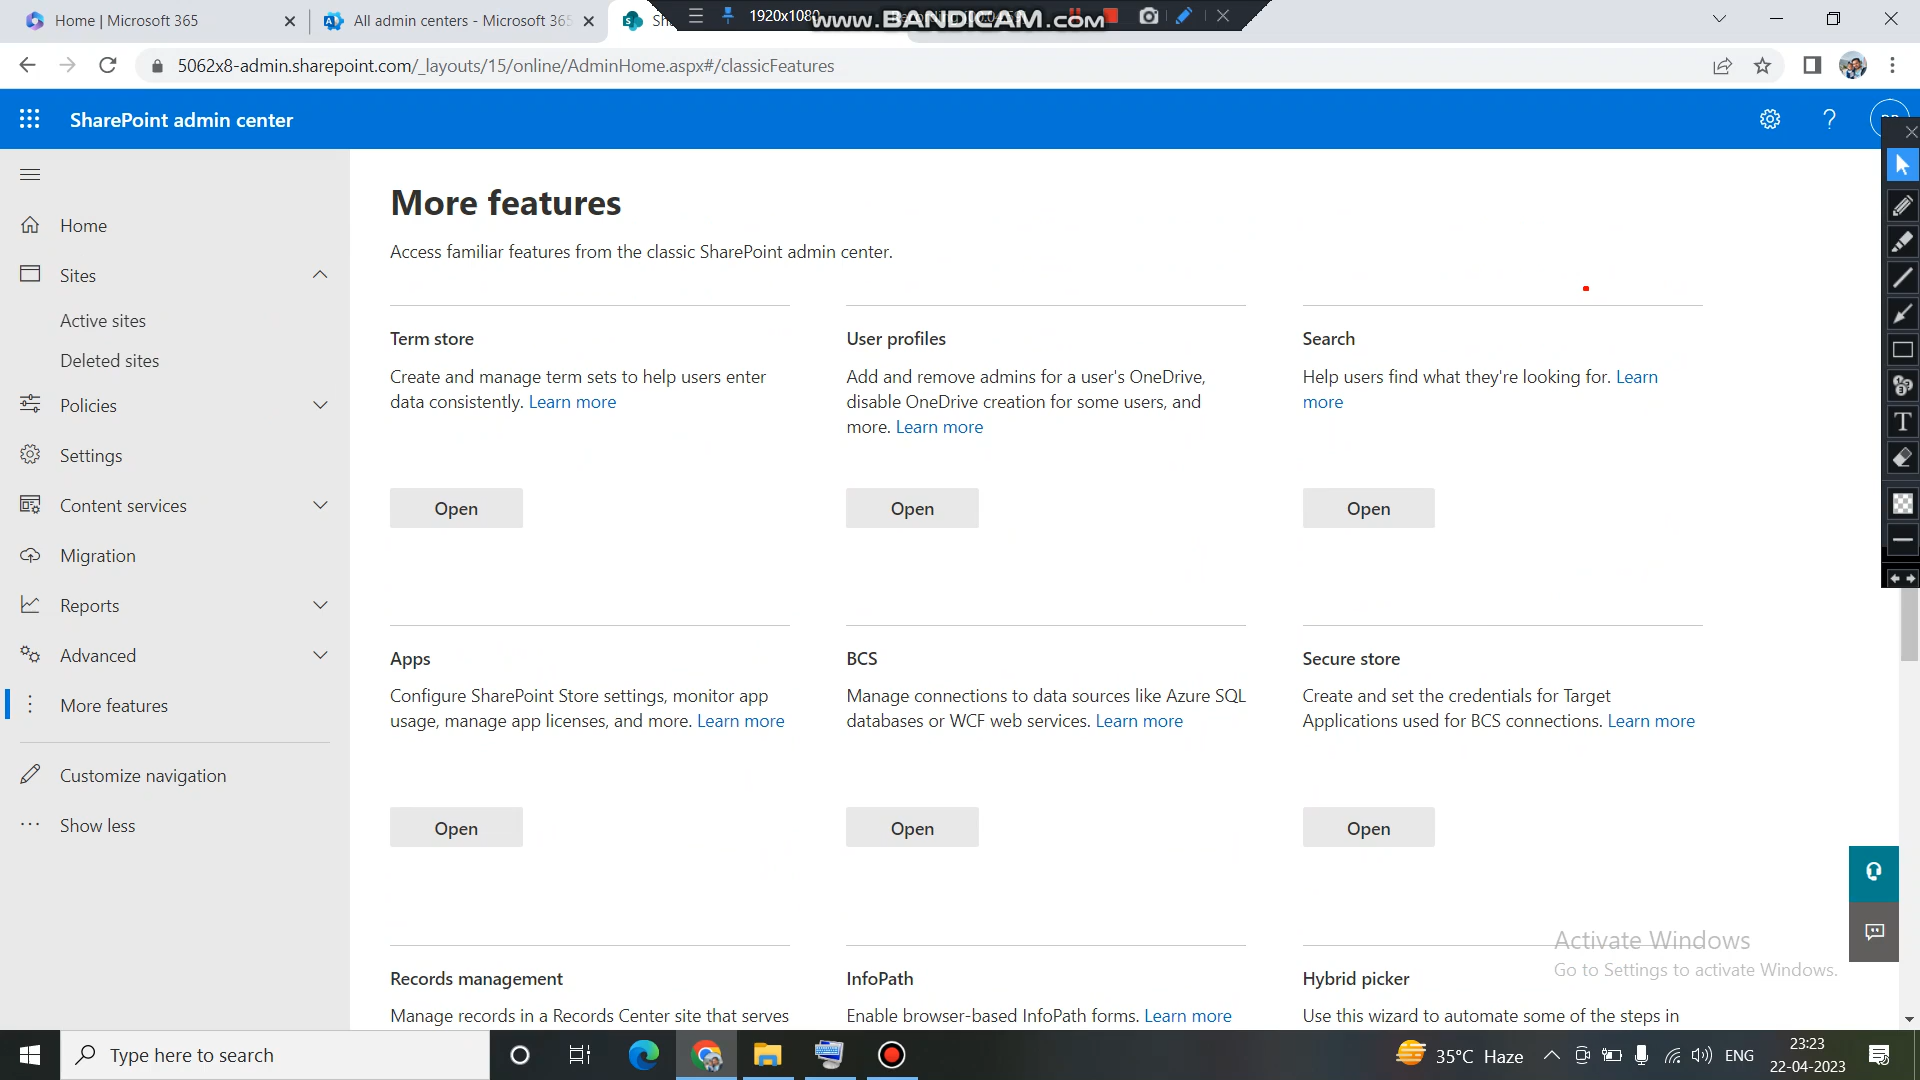 Home | Microsoft 365
All admin centers - Microsoft 365
1920x1080
www.BANDICAM.com
5062x8-admin.sharepoint.com/_layouts/15/online/AdminHome.aspx#/classicFeatures
SharePoint admin center
Home
Sites
Active sites
Deleted sites
Policies
Settings
Content services
Migration
Reports
Advanced
More features
Customize navigation
Show less
More features
Access familiar features from the classic SharePoint admin center.
Term store
Create and manage term sets to help users enter
data consistently. Learn more
Open
User profiles
Add and remove admins for a user's OneDrive,
disable OneDrive creation for some users, and
more. Learn more
Open
Search
Help users find what they're looking for. Learn
more
Open
Apps
Configure SharePoint Store settings, monitor app
usage, manage app licenses, and more. Learn more
Open
BCS
Manage connections to data sources like Azure SQL
databases or WCF web services. Learn more
Open
Secure store
Create and set the credentials for Target
Applications used for BCS connections. Learn more
Open
Records management
Manage records in a Records Center site that serves
InfoPath
Enable browser-based InfoPath forms. Learn more
Hybrid picker
Use this wizard to automate some of the steps in
Activate Windows
Go to Settings to activate Windows.
Type here to search
35°C Haze
ENG
23:23
22-04-2023